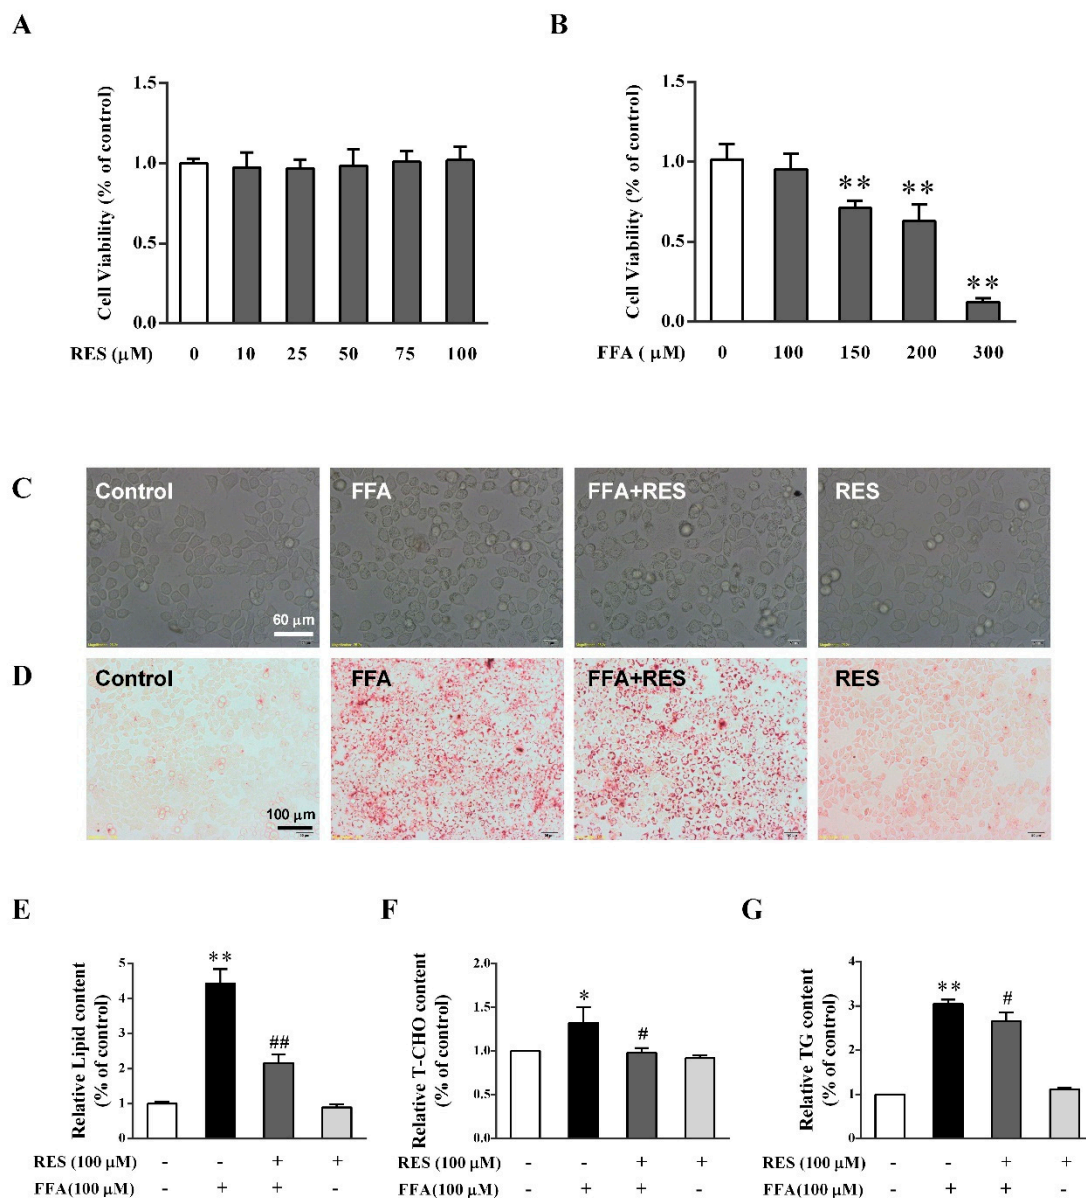 A
B
1.5
1.0
0.5
0.0
Cell Viability (% of control)
RES (μM) 0 10 25 50 75 100
1.5
1.0
0.5
0.0
Cell Viability (% of control)
** ** **
FFA ( μM) 0 100 150 200 300
C
Control FFA FFA+RES RES
60 μm
D
Control FFA FFA+RES RES
100 μm
E
F
G
Relative Lipid content
(% of control)
5
4
3
2
1
0
**
##
RES (100 μM) - - + +
FFA(100 μM) - + + -
Relative T-CHO content
(% of control)
2.0
1.5
1.0
0.5
0.0
*
#
RES (100 μM) - - + +
FFA(100 μM) - + + -
Relative TG content
(% of control)
4
3
2
1
0
**
#
RES (100 μM) - - + +
FFA(100 μM) - + + -